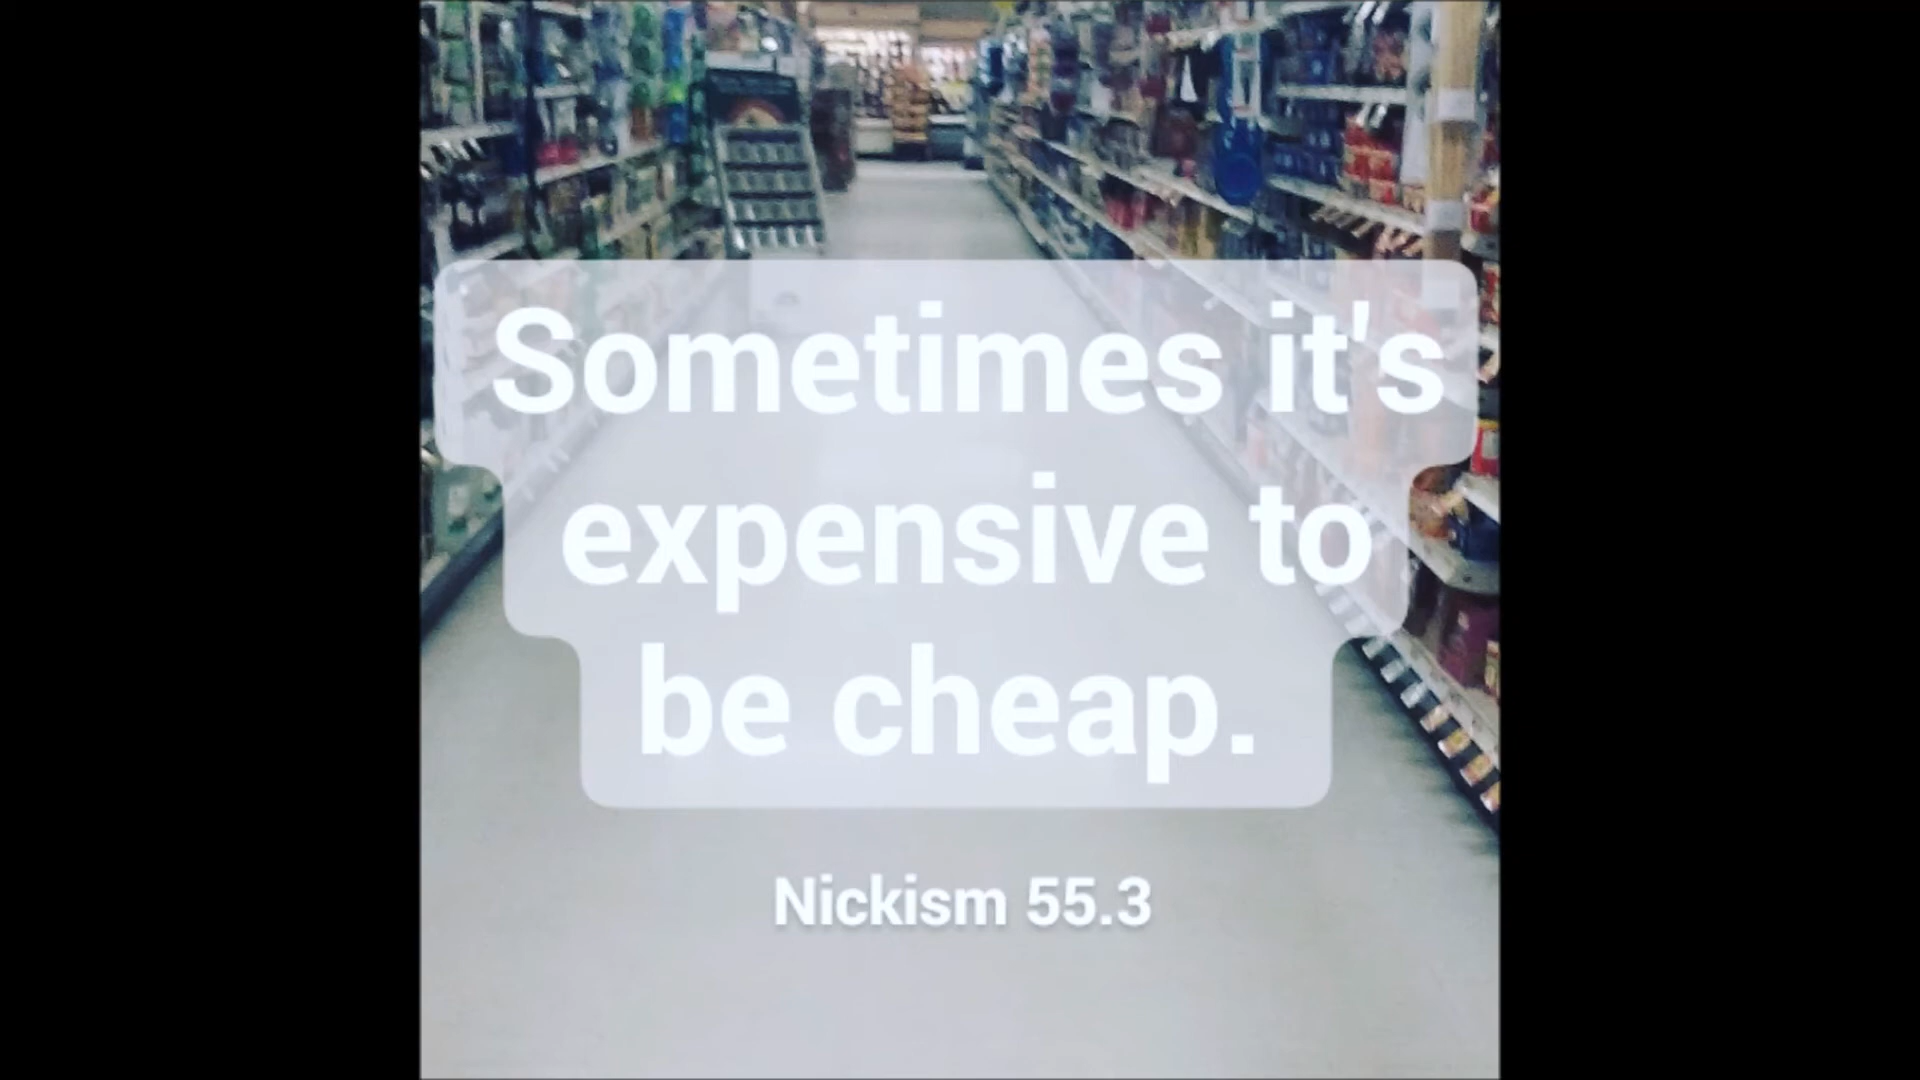 Sometimes it's
expensive to
be cheap.
Nickism 55.3